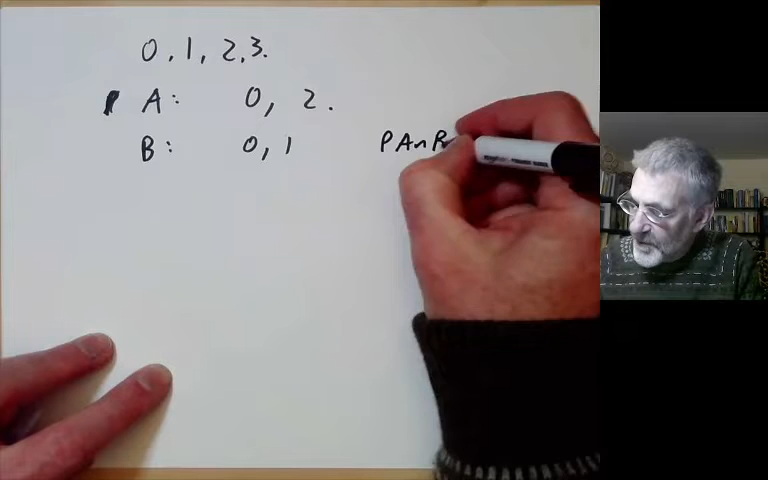 0, 1, 2, 3.
P A: 0, 2.
B: 0, 1 P A∩B